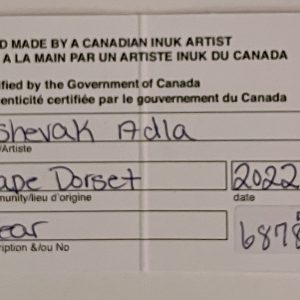 D MADE BY A CANADIAN INUK ARTIST
À LA MAIN PAR UN ARTISTE INUK DU CANADA
ified by the Government of Canada
enticité certifiée par le gouvernement du Canada
shevak Adla
/Artiste
ape Dorset 2022
munity/lieu d'origine date
ear 6878
ription &/ou No